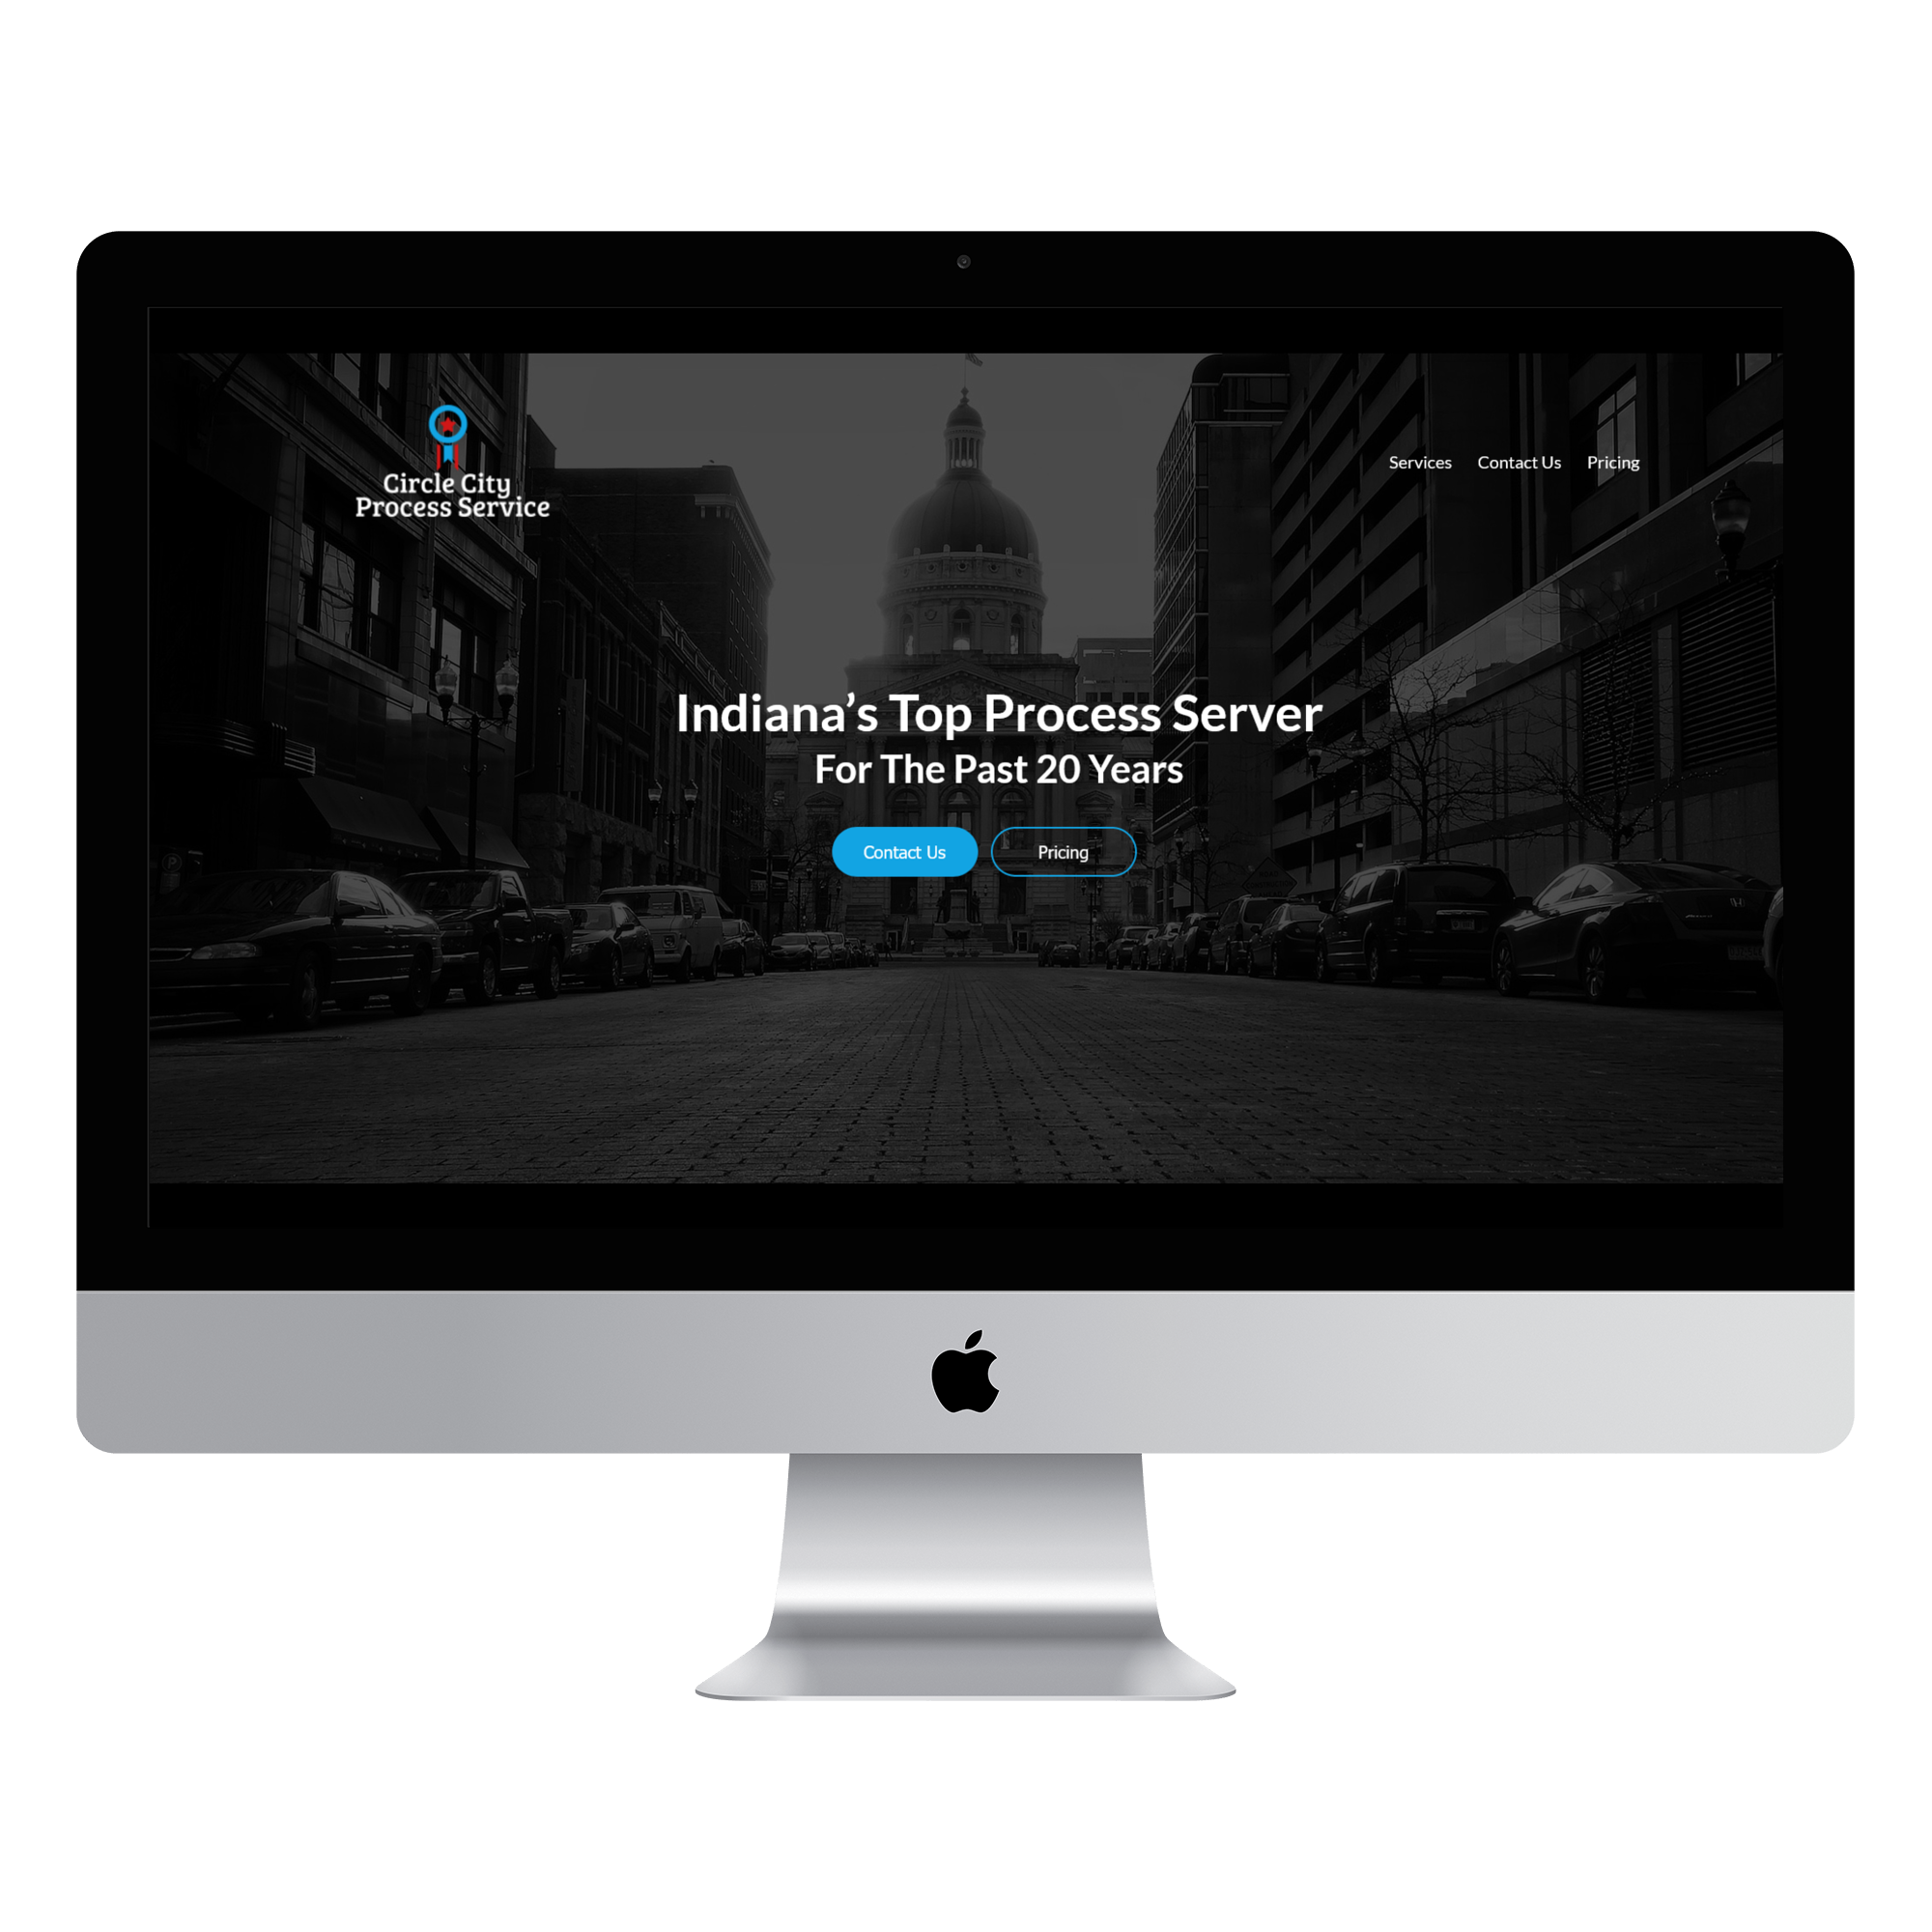 Circle City
Process Service
Services Contact Us Pricing
Indiana’s Top Process Server
For The Past 20 Years
Contact Us Pricing